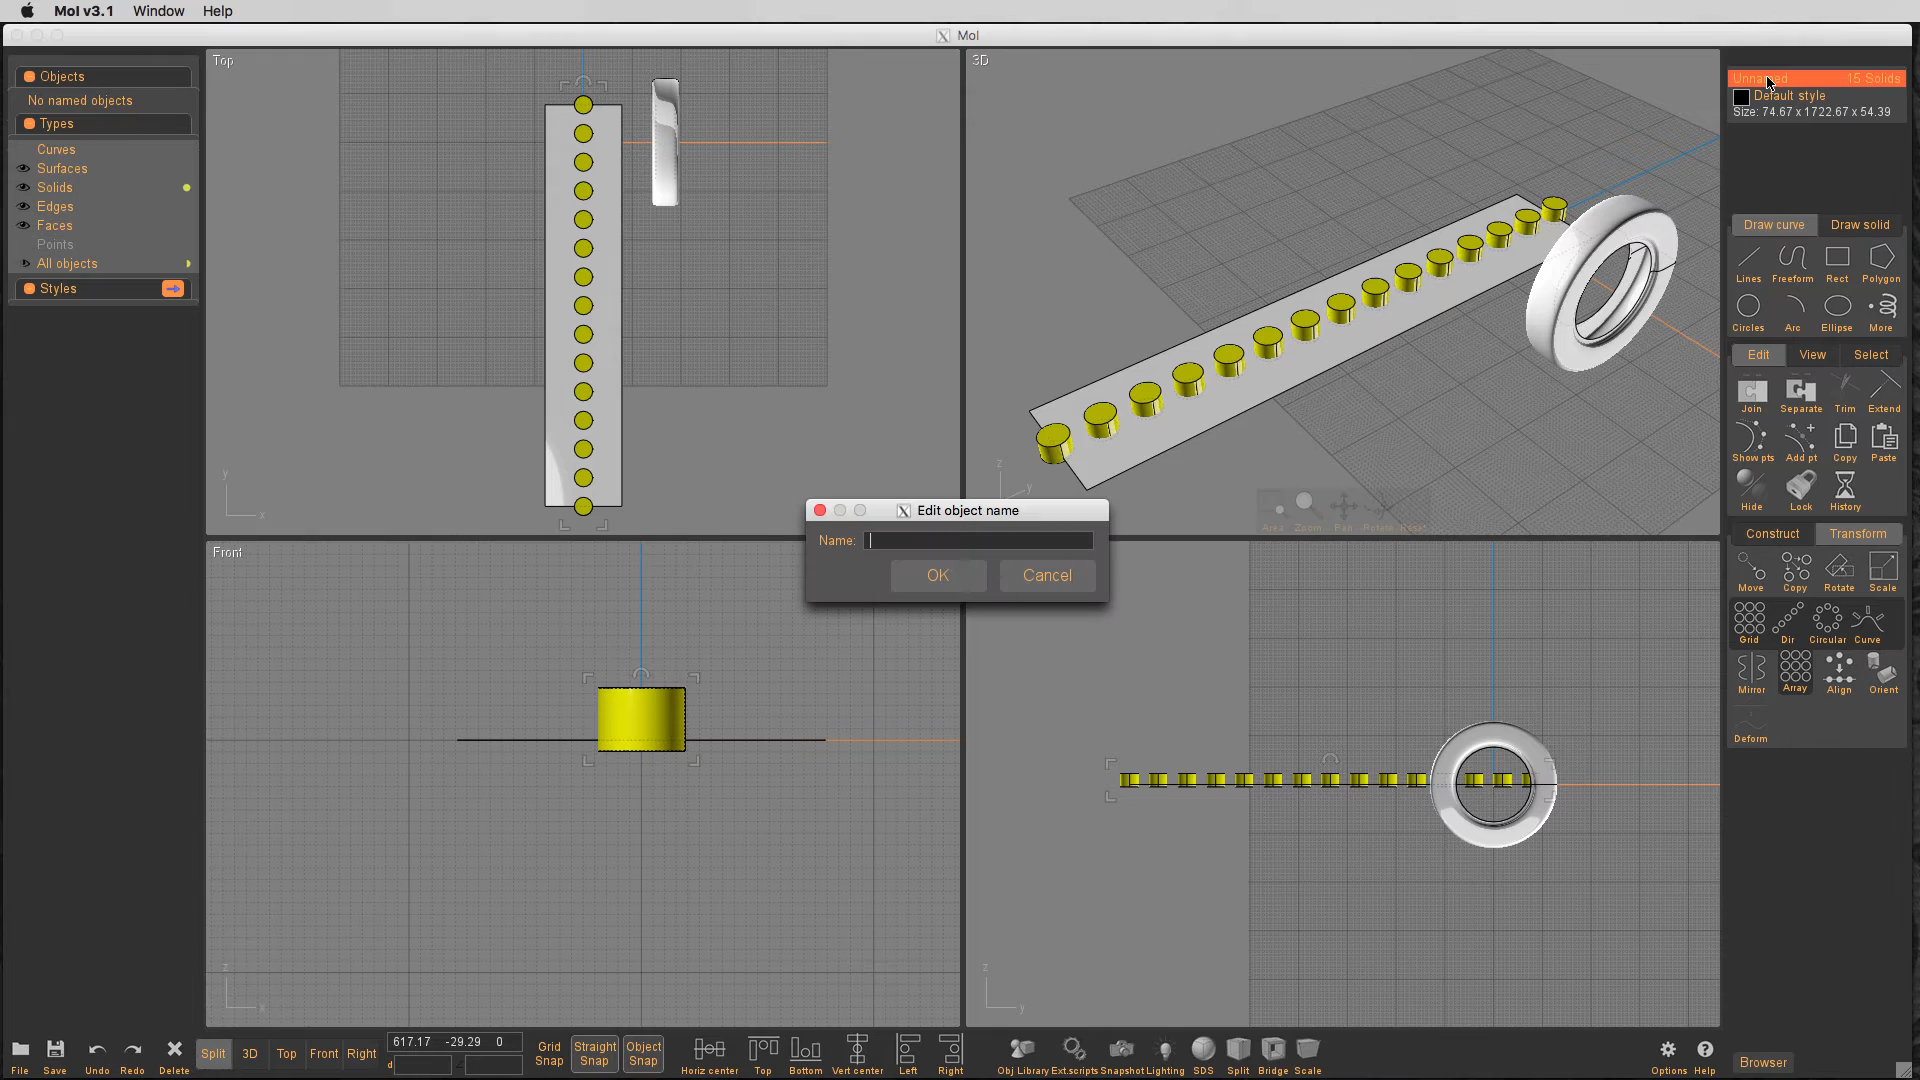 MoI v3.1 Window Help
MoI
Objects
No named objects
Types
Curves
Surfaces
Solids
Edges
Faces
Points
All objects
Styles
Top
y
x
3D
z
y
Area Zoom Pan Rotate Reset
Front
z
x
z
y
Edit object name
Name:
OK Cancel
Unnamed 15 Solids
Default style
Size: 74.67 x 1722.67 x 54.39
Draw curve Draw solid
Lines Freeform Rect Polygon
Circles Arc Ellipse More
Edit View Select
Join Separate Trim Extend
Show pts Add pt Copy Paste
Hide Lock History
Construct Transform
Move Copy Rotate Scale
Grid Dir Circular Curve
Mirror Array Align Orient
Deform
File Save Undo Redo Delete
Split 3D Top Front Right
617.17 -29.29 0
d
Grid Snap
Straight Snap
Object Snap
Horiz center Top Bottom Vert center Left Right
Obj Library Ext.scripts Snapshot Lighting SDS Split Bridge Scale
Options Help
Browser